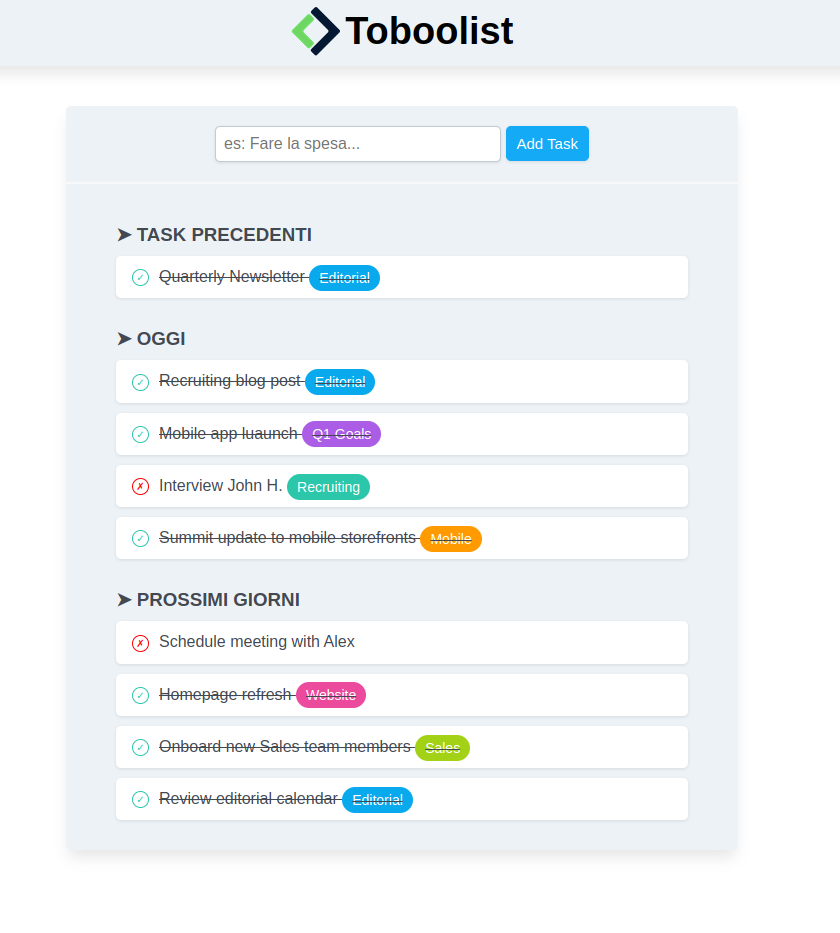 Toboolist
es: Fare la spesa... Add Task
➤ TASK PRECEDENTI
✓ Quarterly Newsletter Editorial
➤ OGGI
✓ Recruiting blog post Editorial
✓ Mobile app luaunch Q1 Goals
✗ Interview John H. Recruiting
✓ Summit update to mobile storefronts Mobile
➤ PROSSIMI GIORNI
✗ Schedule meeting with Alex
✓ Homepage refresh Website
✓ Onboard new Sales team members Sales
✓ Review editorial calendar Editorial